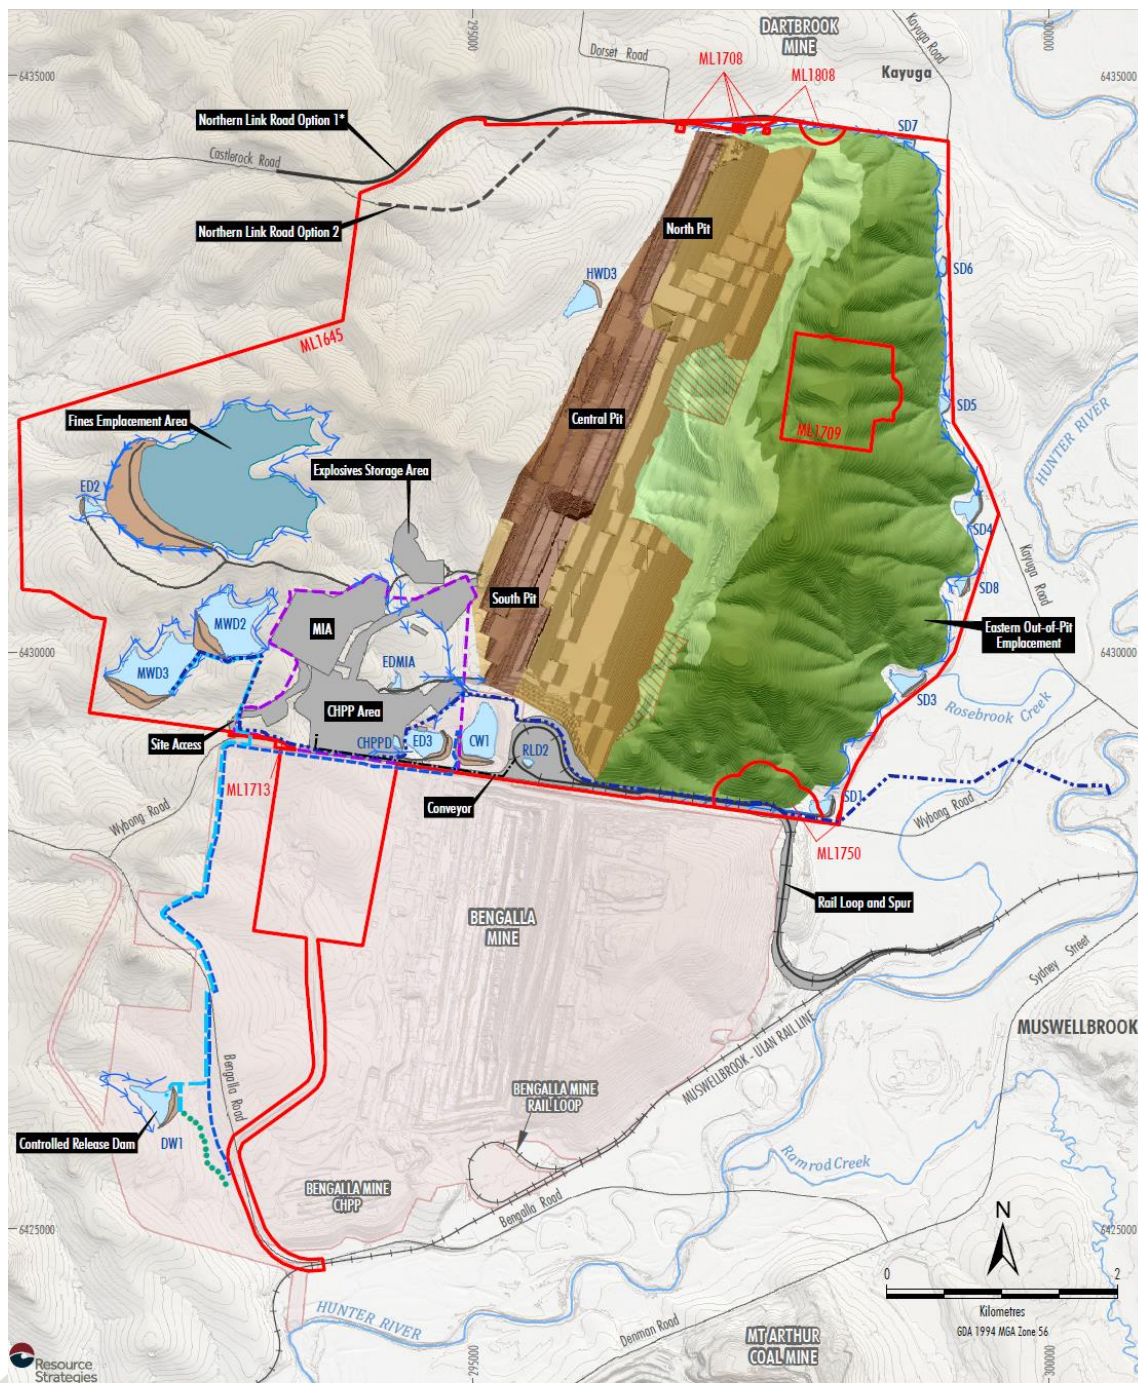 295000
300000
DARTBROOK
MINE
Kayuga Road
Dorset Road
6435000
6435000
ML1708
ML1808
Kayuga
Northern Link Road Option 1*
SD7
Castlerock Road
Northern Link Road Option 2
North Pit
SD6
HWD3
ML1645
SD5
Fines Emplacement Area
Central Pit
ML1709
HUNTER RIVER
Explosives Storage Area
ED2
SD4
Kayuga Road
SD8
South Pit
MWD2
MIA
Eastern Out-of-Pit
Emplacement
6430000
6430000
MWD3
EDMIA
SD3
Rosebrook Creek
CHPP Area
Site Access
CHPPD
ED3
CW1
RLD2
ML1713
Conveyor
SD1
Wybong Road
Wybong Road
ML1750
Rail Loop and Spur
BENGALLA
MINE
Sydney Street
MUSWELLBROOK
MUSWELLBROOK - ULAN RAIL LINE
Bengalla Road
BENGALLA MINE
RAIL LOOP
Controlled Release Dam
DW1
Ramrod Creek
BENGALLA MINE
CHPP
Bengalla Road
N
6425000
6425000
0
2
Kilometres
GDA 1994 MGA Zone 56
HUNTER RIVER
Denman Road
MT ARTHUR
COAL MINE
295000
300000
Resource
Strategies